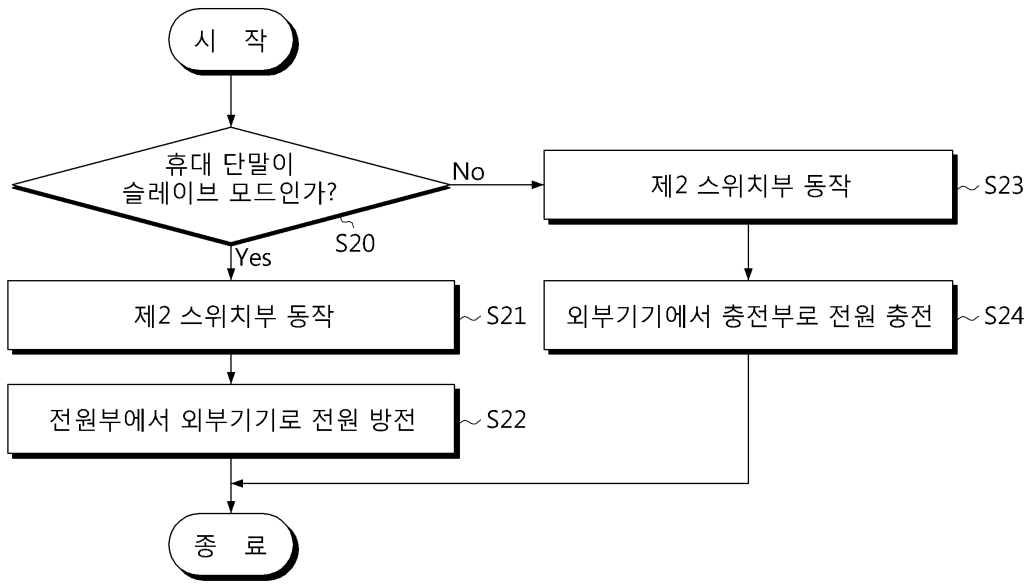 시 작
휴대 단말이
슬레이브 모드인가?
S20
No
Yes
제2 스위치부 동작
S23
제2 스위치부 동작
S21
외부기기에서 충전부로 전원 충전
S24
전원부에서 외부기기로 전원 방전
S22
종 료